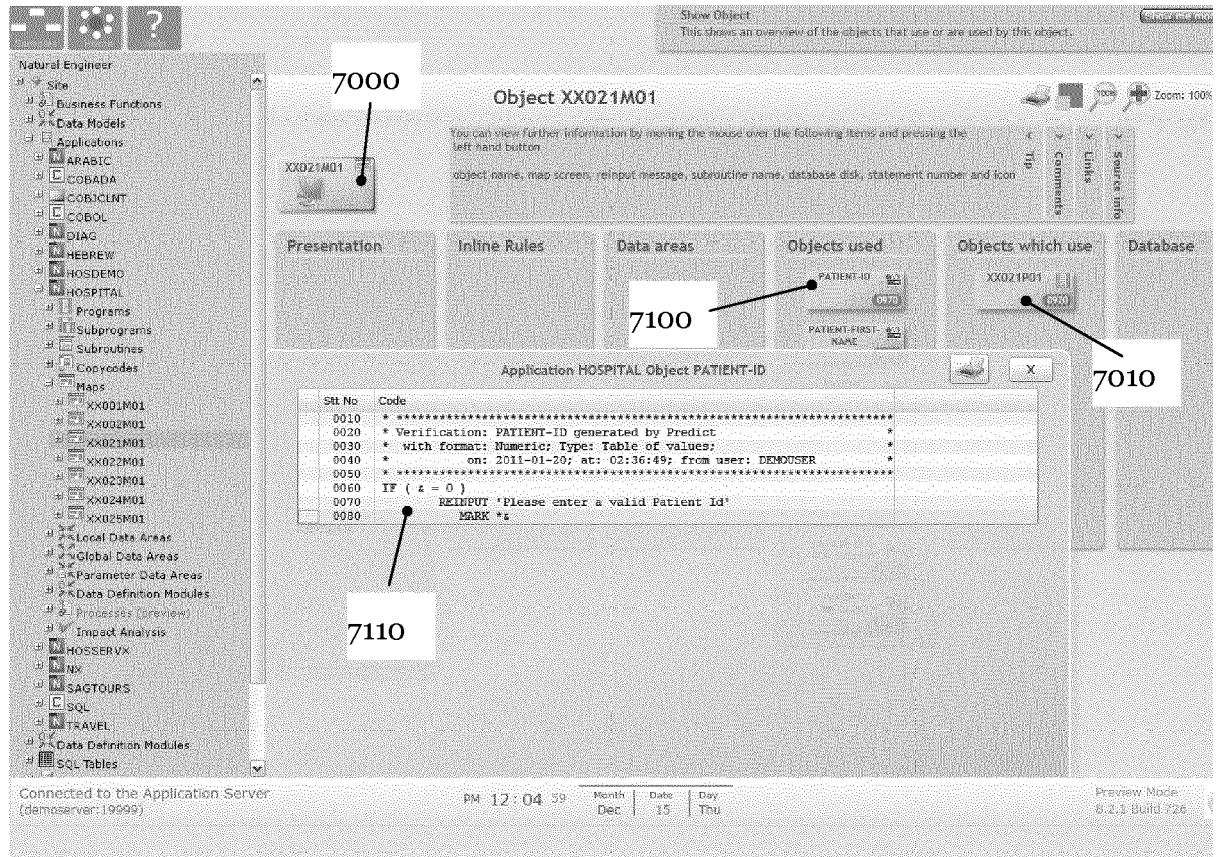 Show Object
This shows an overview of the objects that use or are used by this object.
Natural Engineer
Site
Business Functions
Data Models
Applications
ARABIC
COBADA
COBJCLNT
COBOL
DIAG
HEBREW
HOSDEMO
HOSPITAL
Programs
Subprograms
Subroutines
Copycodes
Maps
XX001M01
XX002M01
XX021M01
XX022M01
XX023M01
XX024M01
XX025M01
Local Data Areas
Global Data Areas
Parameter Data Areas
Data Definition Modules
Processes (preview)
Impact Analysis
HOSSERVX
NX
SAGTOURS
SQL
TRAVEL
Data Definition Modules
SQL Tables
7000
Object XX021M01
100%
Zoom: 100%
XX021M01
You can view further information by moving the mouse over the following items and pressing the
left hand button
object name, map screen, reinput message, subroutine name, database disk, statement number and icon
Tip
Comments
Links
Source info
Presentation
Inline Rules
Data areas
Objects used
Objects which use
Database
PATIENT-ID
0970
PATIENT-FIRST-
NAME
XX021P01
0920
7100
7010
Application HOSPITAL Object PATIENT-ID
X
Stt No Code
0010 * *********************************************************************
0020 * Verification: PATIENT-ID generated by Predict *
0030 * with format: Numeric; Type: Table of values; *
0040 * on: 2011-01-20; at: 02:36:49; from user: DEMOUSER *
0050 * *********************************************************************
0060 IF ( & = 0 )
0070 REINPUT 'Please enter a valid Patient Id'
0080 MARK *&
7110
Connected to the Application Server
(demoserver:19999)
PM 12:04 59
Month Date Day
Dec 15 Thu
Preview Mode
8.2.1 Build 726